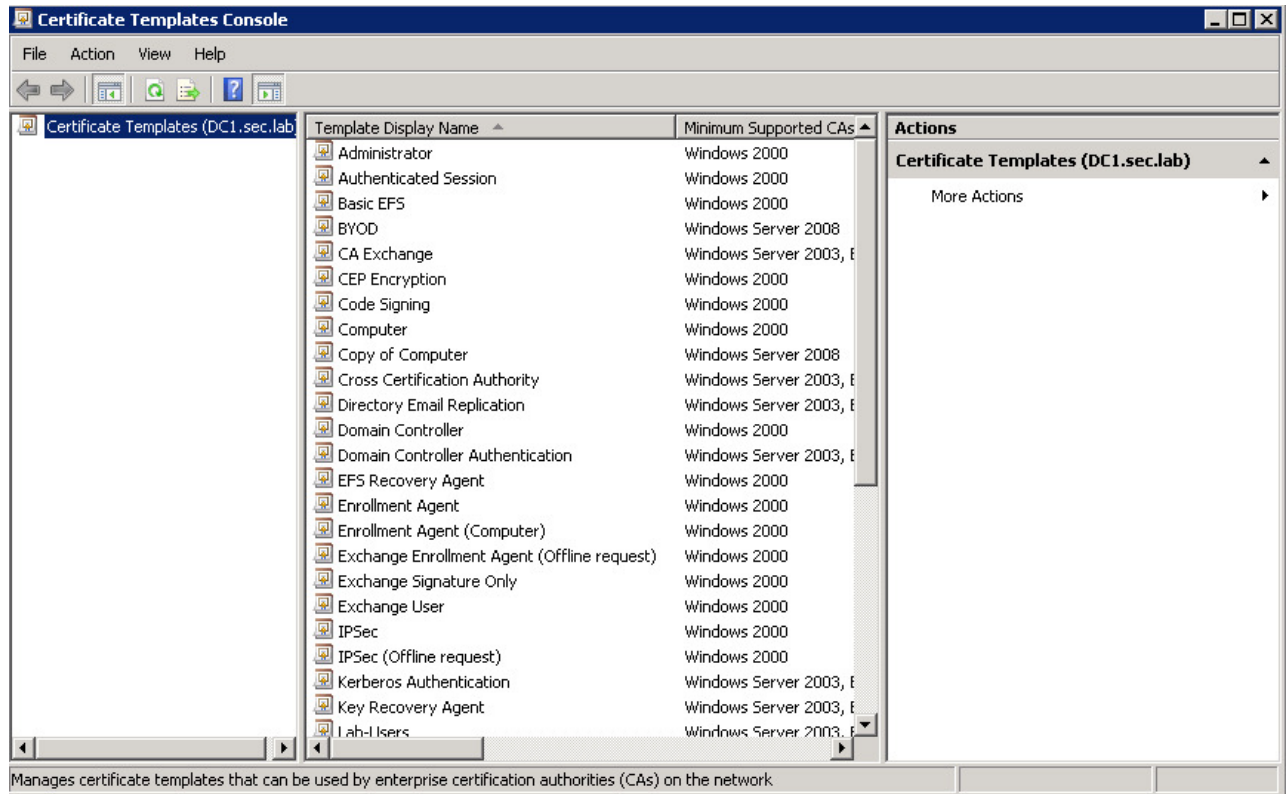 Certificate Templates Console
File Action View Help
Certificate Templates (DC1.sec.lab)
Template Display Name Minimum Supported CAs
Administrator Windows 2000
Authenticated Session Windows 2000
Basic EFS Windows 2000
BYOD Windows Server 2008
CA Exchange Windows Server 2003, E
CEP Encryption Windows 2000
Code Signing Windows 2000
Computer Windows 2000
Copy of Computer Windows Server 2008
Cross Certification Authority Windows Server 2003, E
Directory Email Replication Windows Server 2003, E
Domain Controller Windows 2000
Domain Controller Authentication Windows Server 2003, E
EFS Recovery Agent Windows 2000
Enrollment Agent Windows 2000
Enrollment Agent (Computer) Windows 2000
Exchange Enrollment Agent (Offline request) Windows 2000
Exchange Signature Only Windows 2000
Exchange User Windows 2000
IPSec Windows 2000
IPSec (Offline request) Windows 2000
Kerberos Authentication Windows Server 2003, E
Key Recovery Agent Windows Server 2003, E
Lab-Users Windows Server 2003, E
Actions
Certificate Templates (DC1.sec.lab)
More Actions
Manages certificate templates that can be used by enterprise certification authorities (CAs) on the network